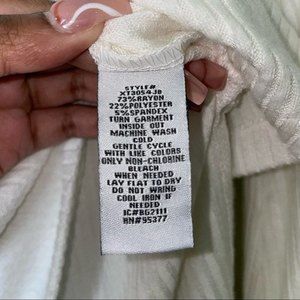 STYLE#
XT3054JB
73%RAYON
22%POLYESTER
5%SPANDEX
TURN GARMENT
INSIDE OUT
MACHINE WASH
COLD
GENTLE CYCLE
WITH LIKE COLORS
ONLY NON-CHLORINE
BLEACH
WHEN NEEDED
LAY FLAT TO DRY
DO NOT WRING
COOL IRON IF
NEEDED
IC#BG2111
RN#95377